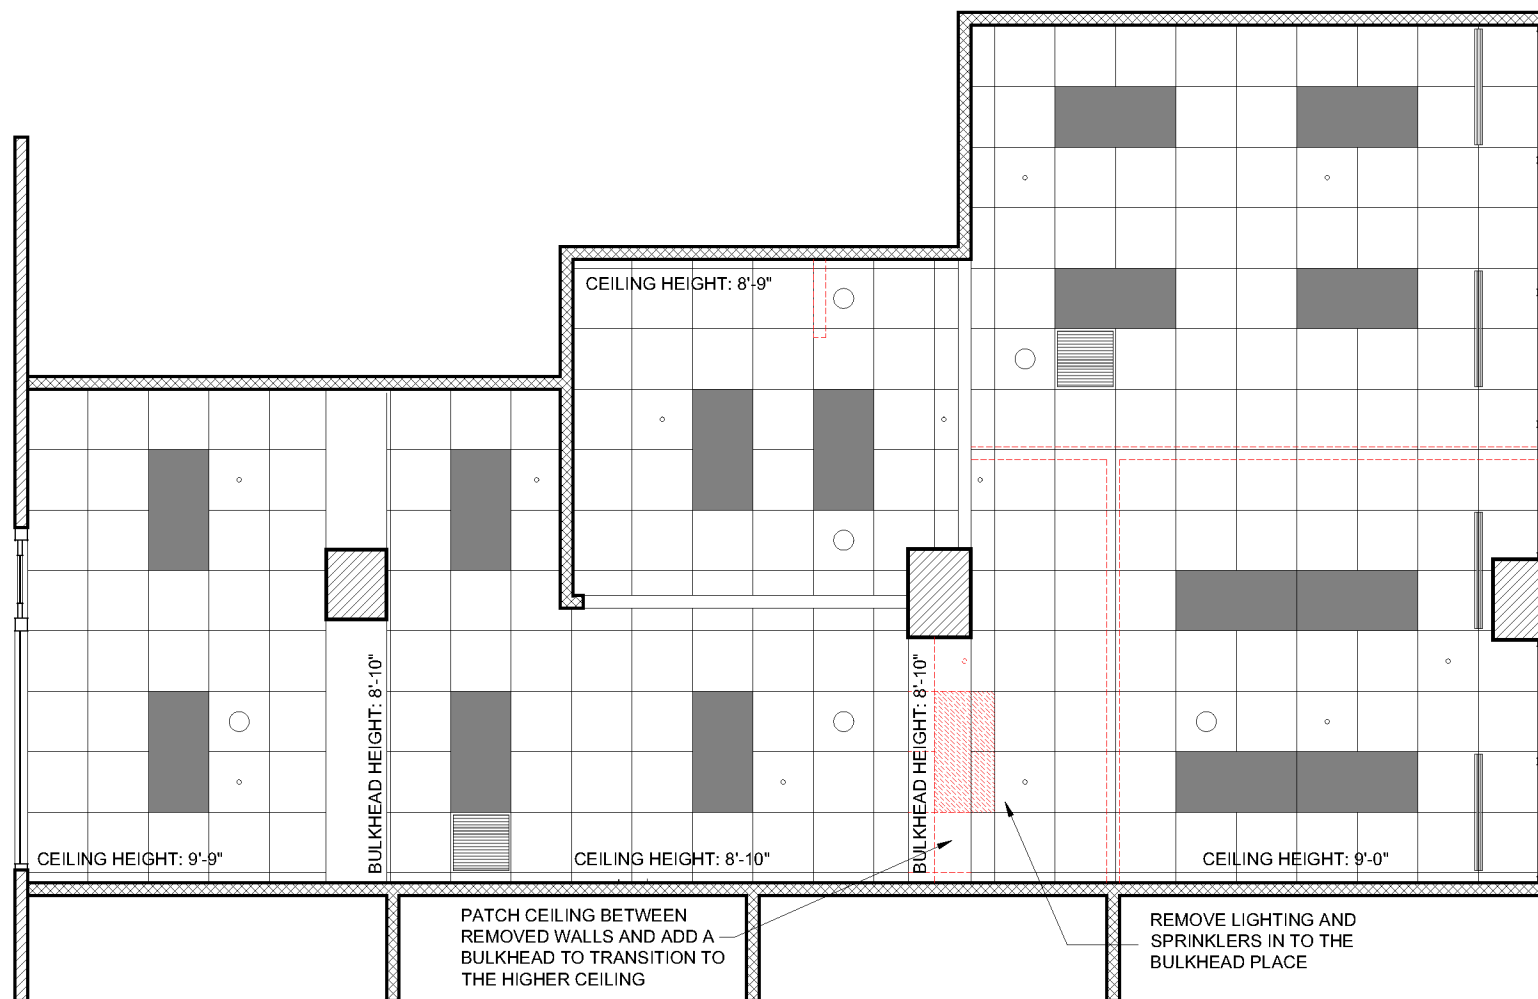 CEILING HEIGHT: 8'-9"
BULKHEAD HEIGHT: 8'-10"
BULKHEAD HEIGHT: 8'-10"
CEILING HEIGHT: 9'-9"
CEILING HEIGHT: 8'-10"
CEILING HEIGHT: 9'-0"
PATCH CEILING BETWEEN
REMOVED WALLS AND ADD A
BULKHEAD TO TRANSITION TO
THE HIGHER CEILING
REMOVE LIGHTING AND
SPRINKLERS IN TO THE
BULKHEAD PLACE